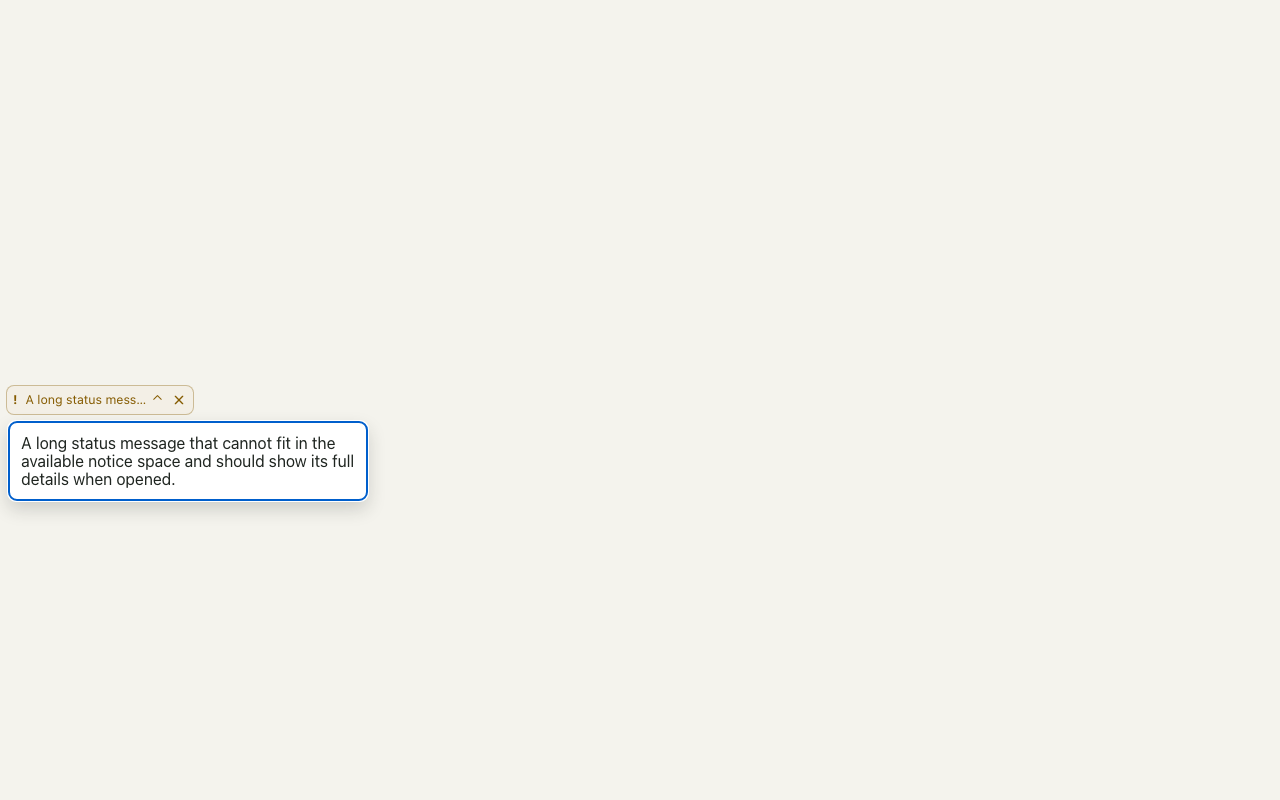 ! A long status mess...
A long status message that cannot fit in the
available notice space and should show its full
details when opened.